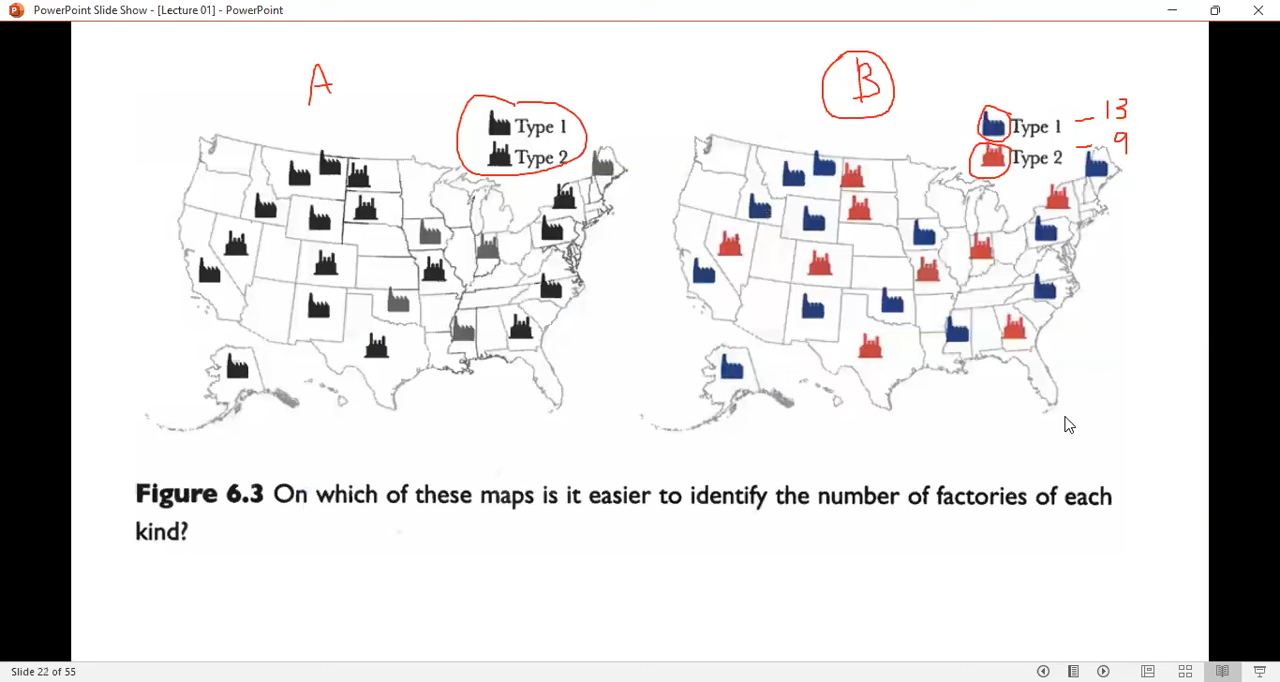 PowerPoint Slide Show - [Lecture 01] - PowerPoint
A
B
Type 1
Type 2
Type 1 - 13
Type 2 - 9
Figure 6.3 On which of these maps is it easier to identify the number of factories of each
kind?
Slide 22 of 55